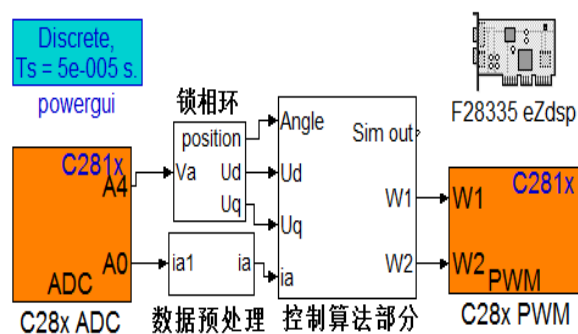 Discrete,
Ts = 5e-005 s.
powergui
F28335 eZdsp
锁相环
position
Va
Ud
Uq
Angle
Ud
Uq
ia
Sim out
W1
W2
C281x
A4
A0
ADC
C28x ADC
ia1
ia
数据预处理
控制算法部分
C281x
W1
W2
PWM
C28x PWM